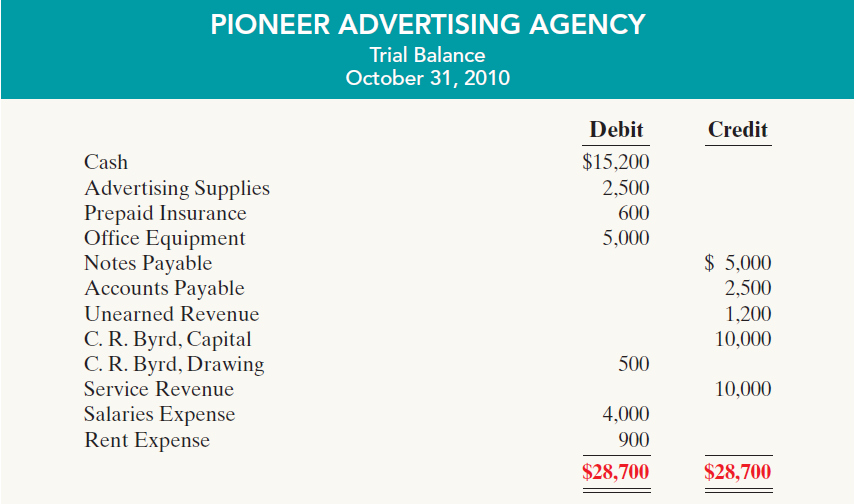 PIONEER ADVERTISING AGENCY
Trial Balance
October 31, 2010
Debit Credit
Cash $15,200
Advertising Supplies 2,500
Prepaid Insurance 600
Office Equipment 5,000
Notes Payable $ 5,000
Accounts Payable 2,500
Unearned Revenue 1,200
C. R. Byrd, Capital 10,000
C. R. Byrd, Drawing 500
Service Revenue 10,000
Salaries Expense 4,000
Rent Expense 900
$28,700 $28,700